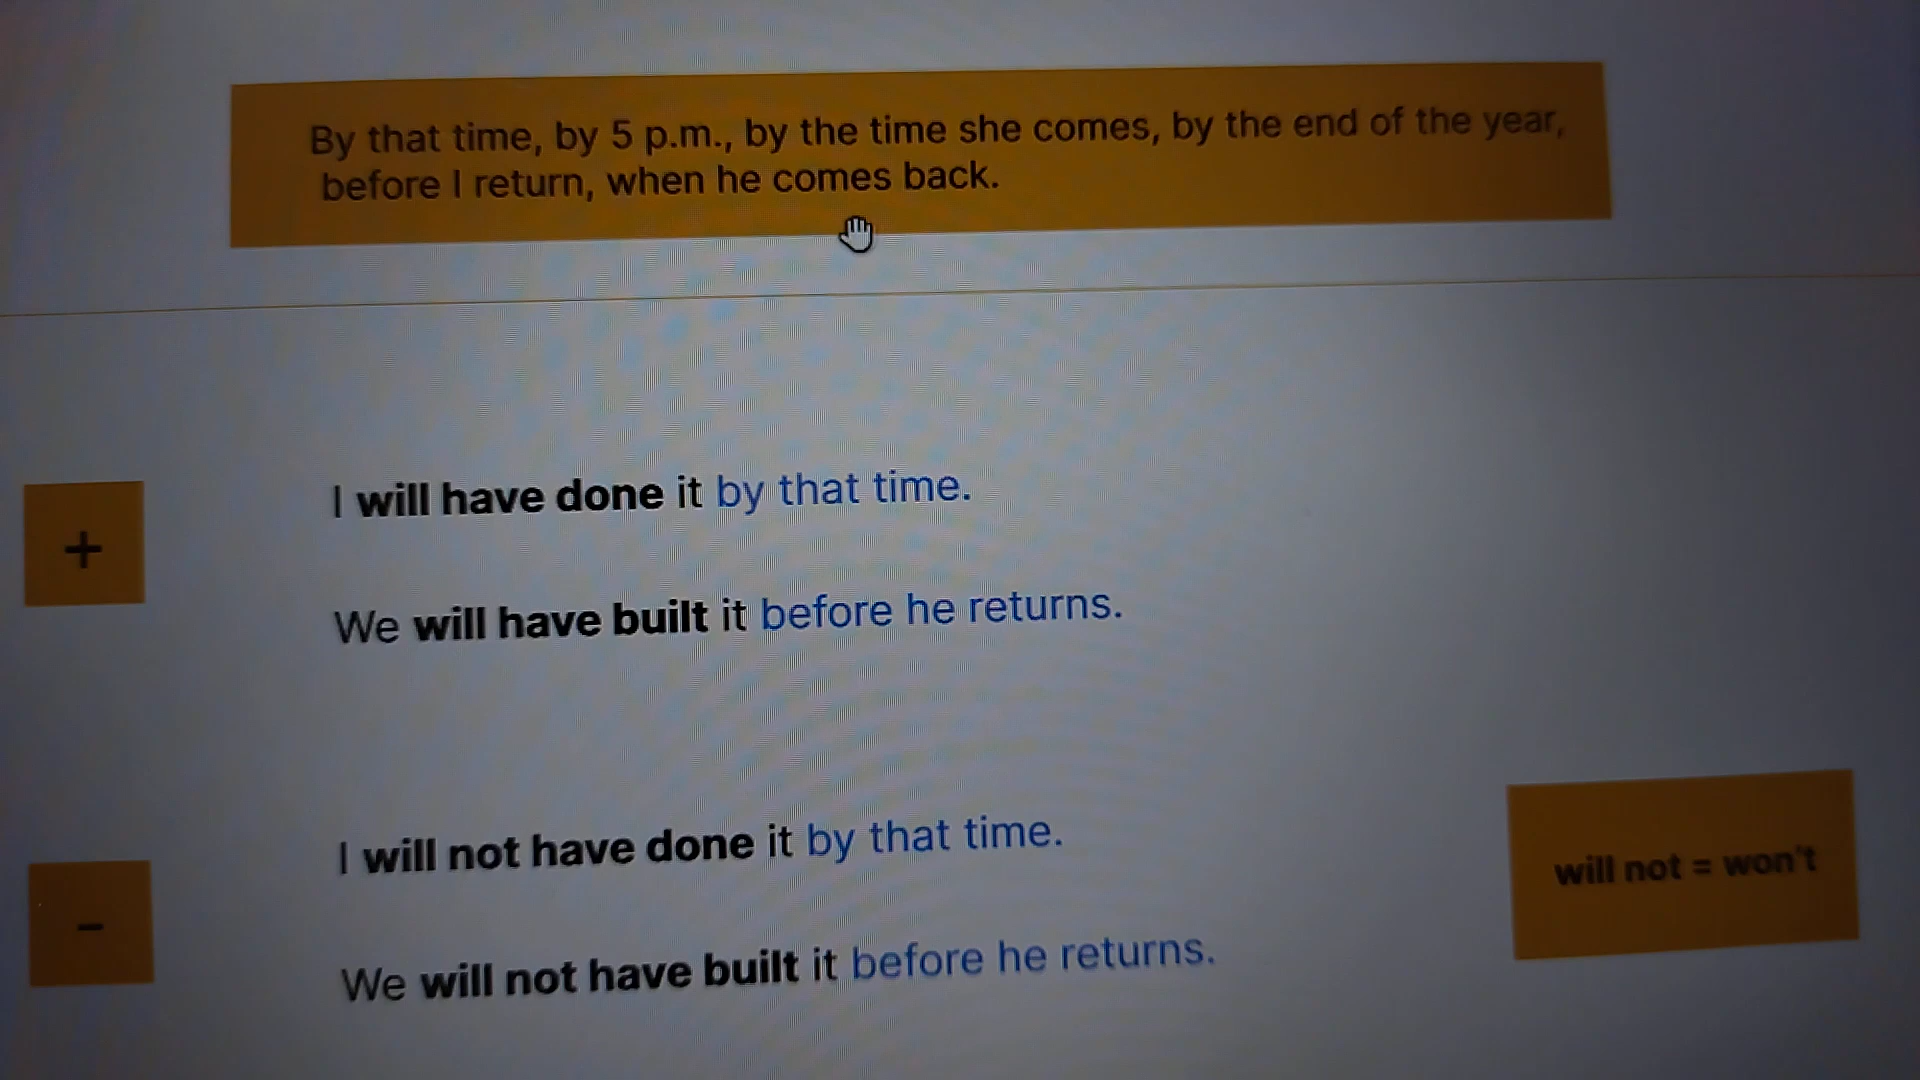 By that time, by 5 p.m., by the time she comes, by the end of the year,
before I return, when he comes back.
+
I will have done it by that time.
We will have built it before he returns.
-
I will not have done it by that time.
We will not have built it before he returns.
will not = won't